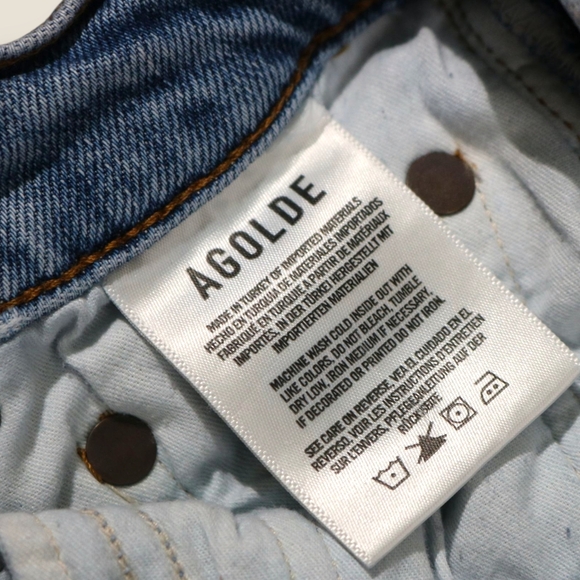 AGOLDE
MADE IN TURKEY OF IMPORTED MATERIALS
HECHO EN TURQUIA DE MATERIALES IMPORTADOS
FABRIQUÉ EN TURQUIE A PARTIR DE MATÉRIAUX
IMPORTÉS, IN DER TÜRKEI HERGESTELLT MIT
IMPORTIERTEN MATERIALIEN
MACHINE WASH COLD INSIDE OUT WITH
LIKE COLORS. DO NOT BLEACH, TUMBLE
DRY LOW, IRON MEDIUM IF NECESSARY.
IF DECORATED OR PRINTED DO NOT IRON.
SEE CARE ON REVERSE. VEA EL CUIDADO EN EL
REVERSO, VOIR LES INSTRUCTIONS D'ENTRETIEN
SUR L'ENVERS, PFLEGEANLEITUNG AUF DER
RÜCKSEITE